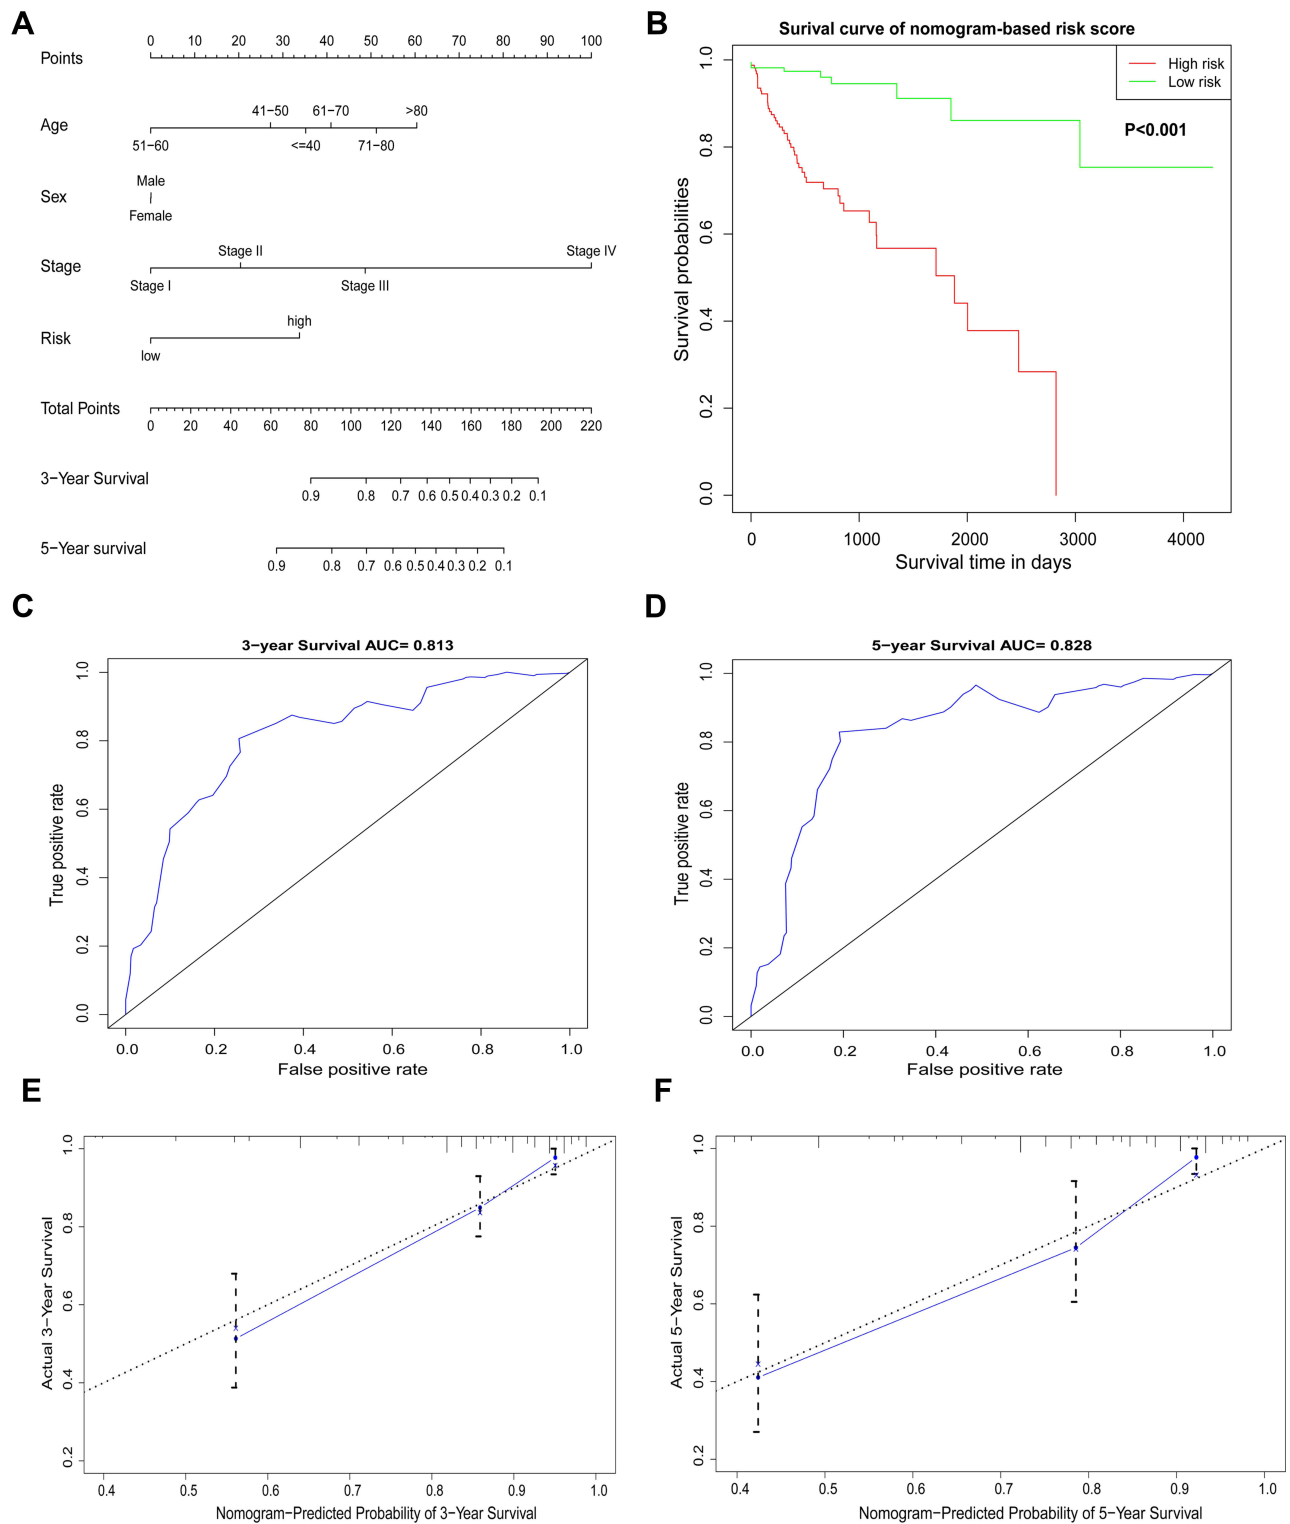 A
Points
0 10 20 30 40 50 60 70 80 90 100
Age
41−50 61−70 >80
51−60 <=40 71−80
Sex
Male
Female
Stage
Stage II Stage IV
Stage I Stage III
Risk
high
low
Total Points
0 20 40 60 80 100 120 140 160 180 200 220
3−Year Survival
0.9 0.8 0.7 0.6 0.5 0.4 0.3 0.2 0.1
5−Year survival
0.9 0.8 0.7 0.6 0.5 0.4 0.3 0.2 0.1
B
Surival curve of nomogram−based risk score
High risk
Low risk
P<0.001
Survival probabilities
1.0
0.8
0.6
0.4
0.2
0.0
0 1000 2000 3000 4000
Survival time in days
C
3−year Survival AUC= 0.813
True positive rate
1.0
0.8
0.6
0.4
0.2
0.0
0.0 0.2 0.4 0.6 0.8 1.0
False positive rate
D
5−year Survival AUC= 0.828
True positive rate
1.0
0.8
0.6
0.4
0.2
0.0
0.0 0.2 0.4 0.6 0.8 1.0
False positive rate
E
Actual 3−Year Survival
1.0
0.8
0.6
0.4
0.2
0.4 0.5 0.6 0.7 0.8 0.9 1.0
Nomogram−Predicted Probability of 3−Year Survival
F
Actual 5−Year Survival
1.0
0.8
0.6
0.4
0.2
0.4 0.5 0.6 0.7 0.8 0.9 1.0
Nomogram−Predicted Probability of 5−Year Survival